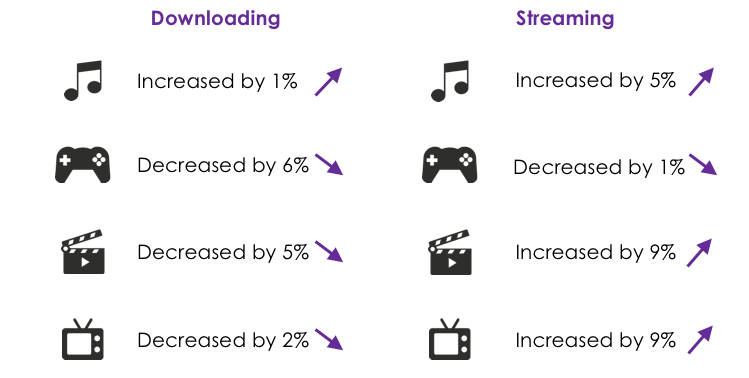 Downloading Streaming
Increased by 1% Increased by 5%
Decreased by 6% Decreased by 1%
Decreased by 5% Increased by 9%
Decreased by 2% Increased by 9%